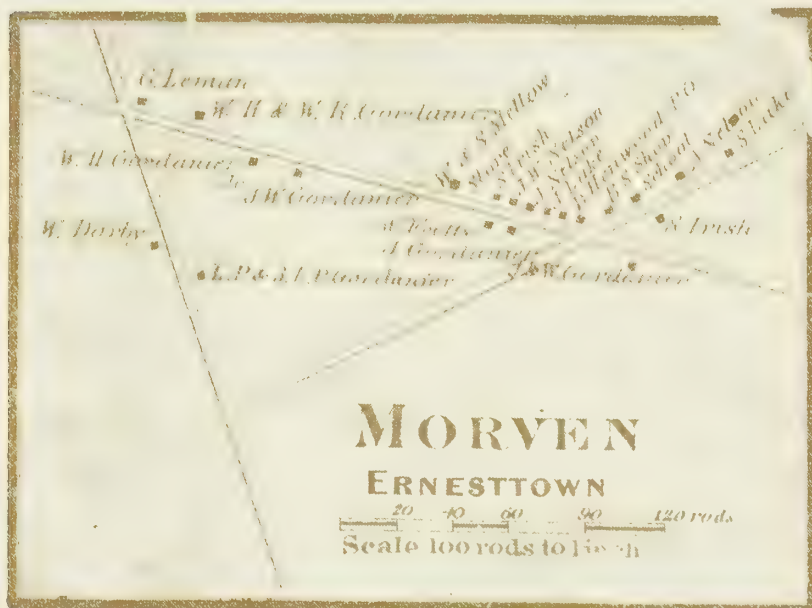 C. Leman
W. H & W. R. Gordanier
W. H Gordanier
J W Gordanier
W. Darby
L. P & J. I. P Gordanier
W & S Mellow
Store
S Irish
J. W. Nelson
J Nelson
J Lake
P.O
B S Shop
School
A Nelson
S Lake
N Irish
A Gordanier
J & W Gordanier
MORVEN
ERNESTTOWN
20 40 60 90 120 rods
Scale 100 rods to 1 inch